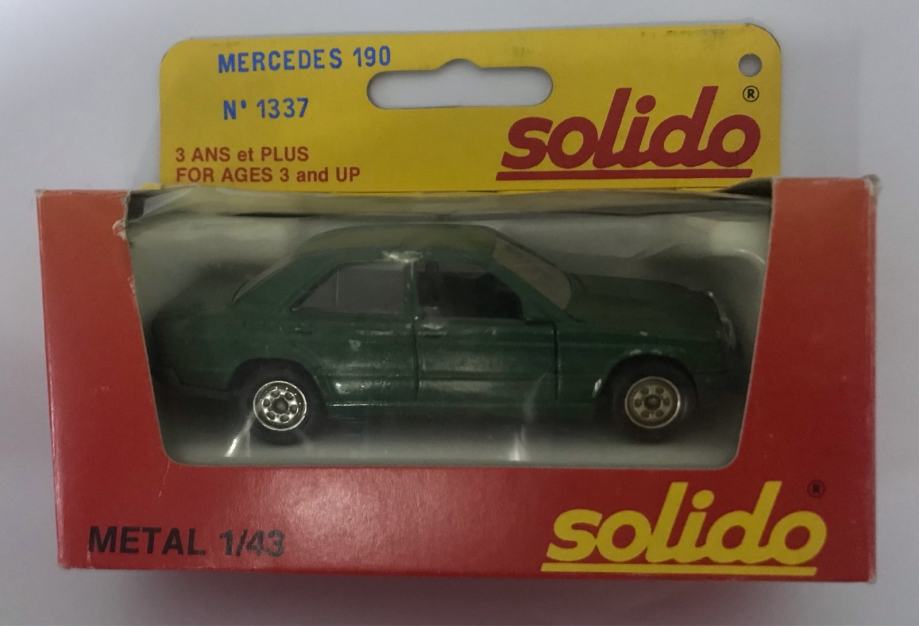 MERCEDES 190
N° 1337
3 ANS et PLUS
FOR AGES 3 and UP
solido®
METAL 1/43
solido®